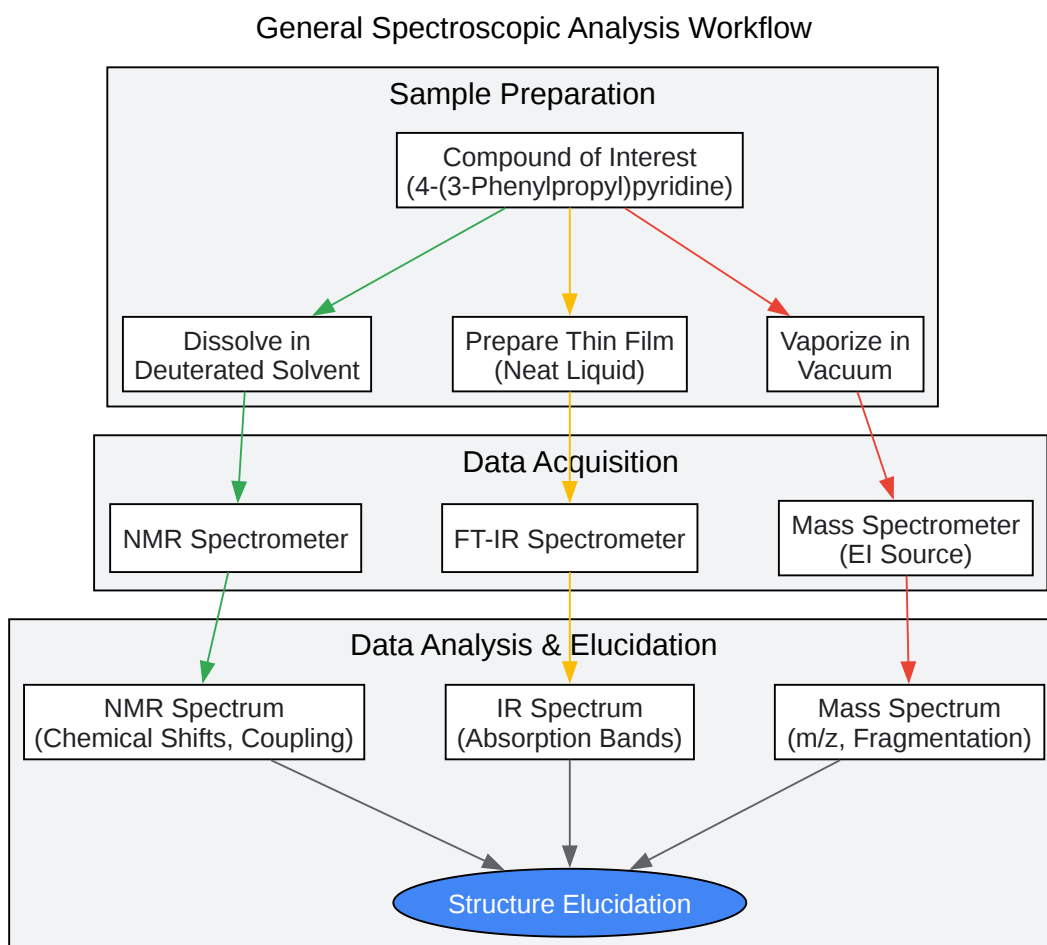 General Spectroscopic Analysis Workflow
Sample Preparation
Compound of Interest
(4-(3-Phenylpropyl)pyridine)
Dissolve in
Deuterated Solvent
Prepare Thin Film
(Neat Liquid)
Vaporize in
Vacuum
Data Acquisition
NMR Spectrometer
FT-IR Spectrometer
Mass Spectrometer
(EI Source)
Data Analysis & Elucidation
NMR Spectrum
(Chemical Shifts, Coupling)
IR Spectrum
(Absorption Bands)
Mass Spectrum
(m/z, Fragmentation)
Structure Elucidation